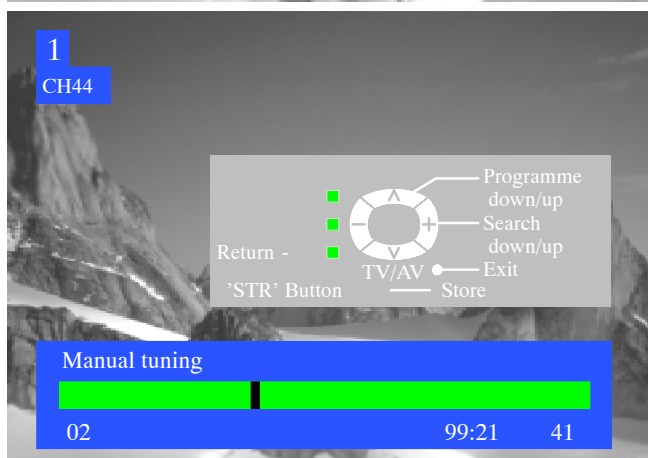 1
CH44
Programme
down/up
Search
down/up
Return - TV/AV Exit
'STR' Button Store
Manual tuning
02 99:21 41